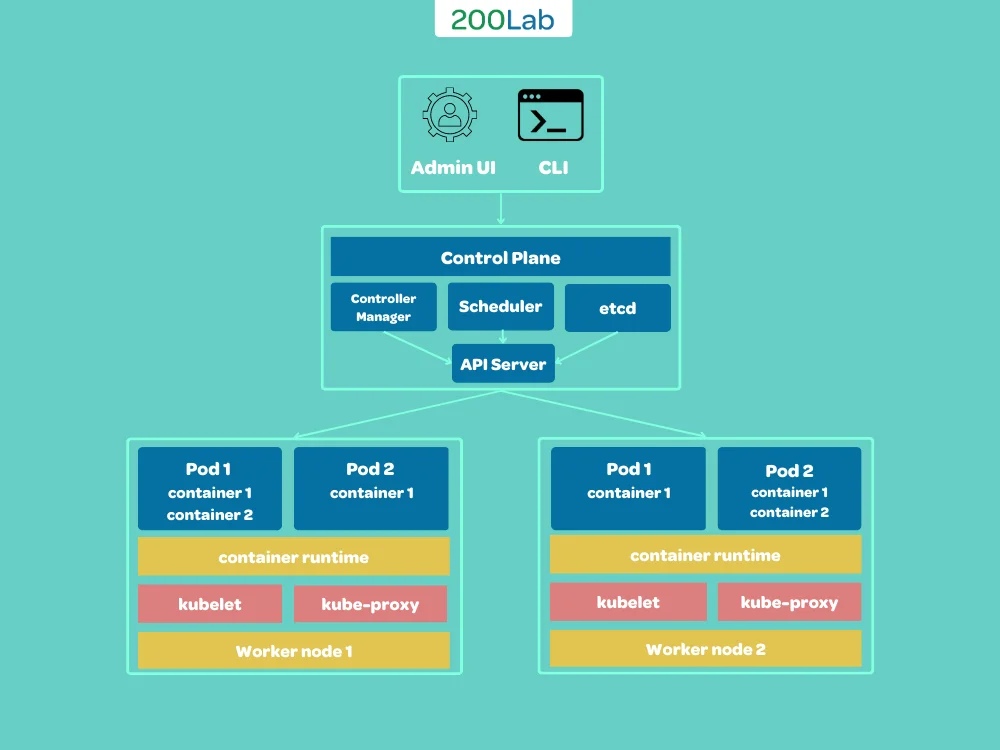 200Lab
Admin UI
CLI
Control Plane
Controller
Manager
Scheduler
etcd
API Server
Pod 1
container 1
container 2
Pod 2
container 1
container runtime
kubelet
kube-proxy
Worker node 1
Pod 1
container 1
Pod 2
container 1
container 2
container runtime
kubelet
kube-proxy
Worker node 2